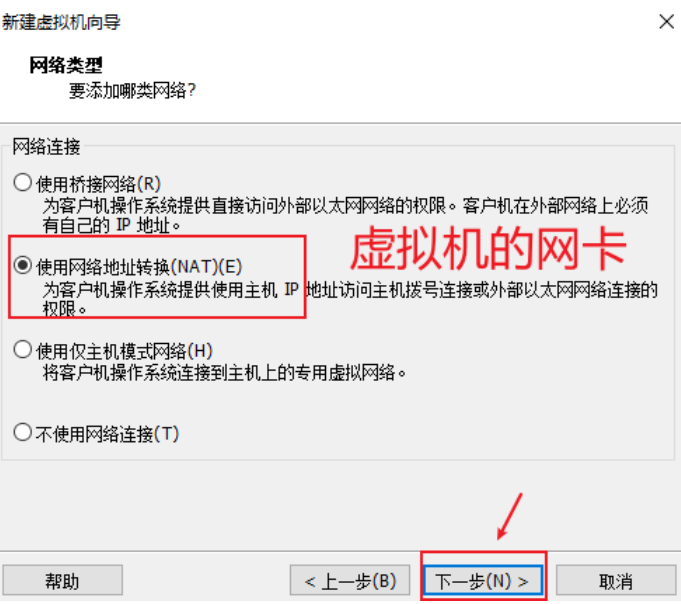 新建虚拟机向导
网络类型
要添加哪类网络?
网络连接
使用桥接网络(R)
为客户机操作系统提供直接访问外部以太网网络的权限。客户机在外部网络上必须
有自己的 IP 地址。
虚拟机的网卡
使用网络地址转换(NAT)(E)
为客户机操作系统提供使用主机 IP 地址访问主机拨号连接或外部以太网网络连接的
权限。
使用仅主机模式网络(H)
将客户机操作系统连接到主机上的专用虚拟网络。
不使用网络连接(T)
帮助
< 上一步(B)
下一步(N) >
取消